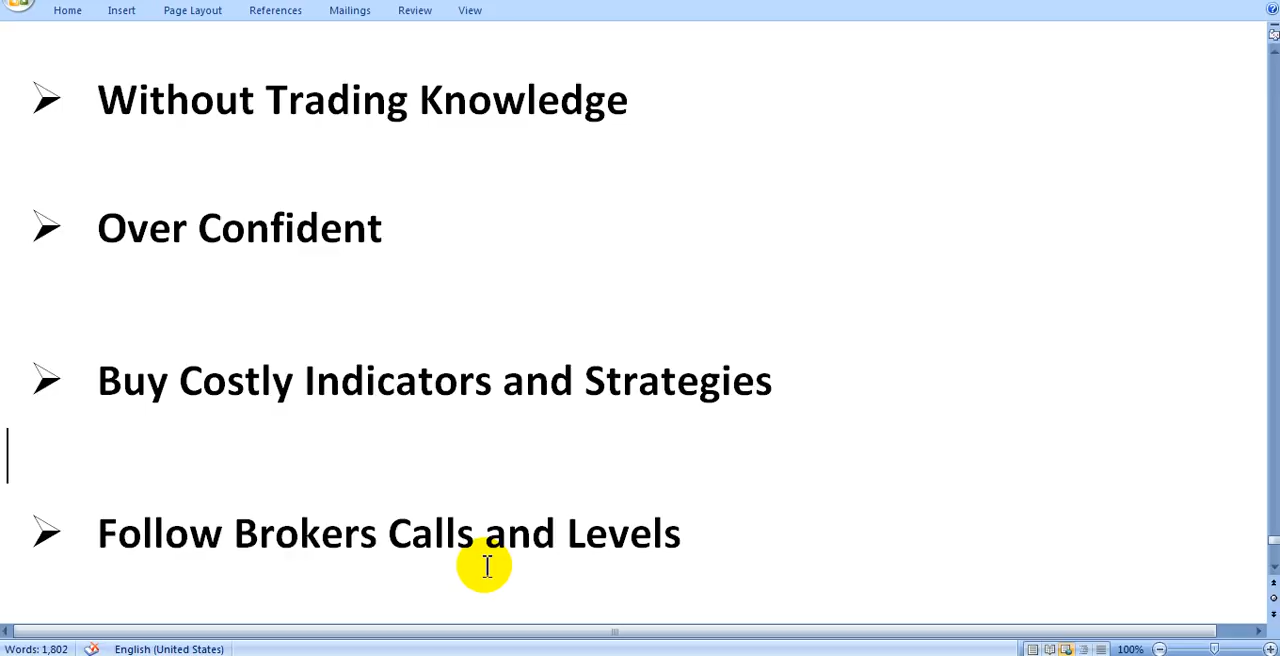 Home Insert Page Layout References Mailings Review View
Without Trading Knowledge
Over Confident
Buy Costly Indicators and Strategies
Follow Brokers Calls and Levels
Words: 1,802 English (United States) 100%